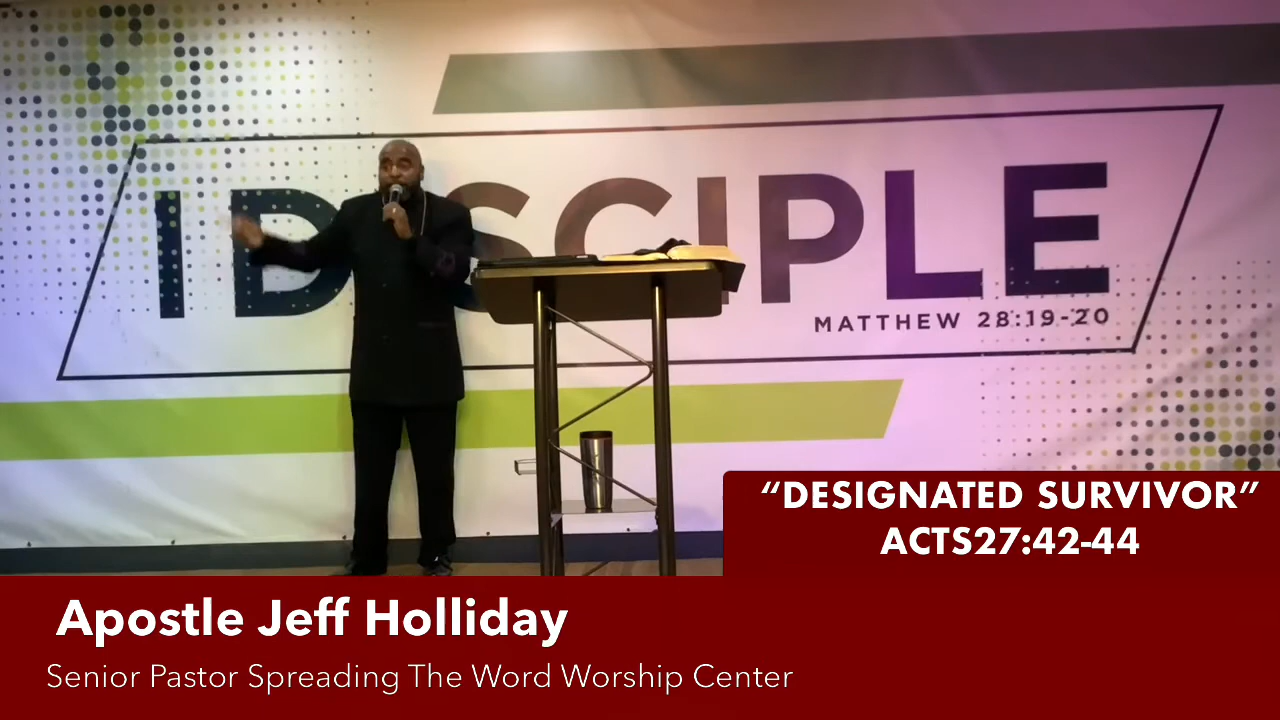 I DISCIPLE
MATTHEW 28:19-20
“DESIGNATED SURVIVOR”
ACTS27:42-44
Apostle Jeff Holliday
Senior Pastor Spreading The Word Worship Center